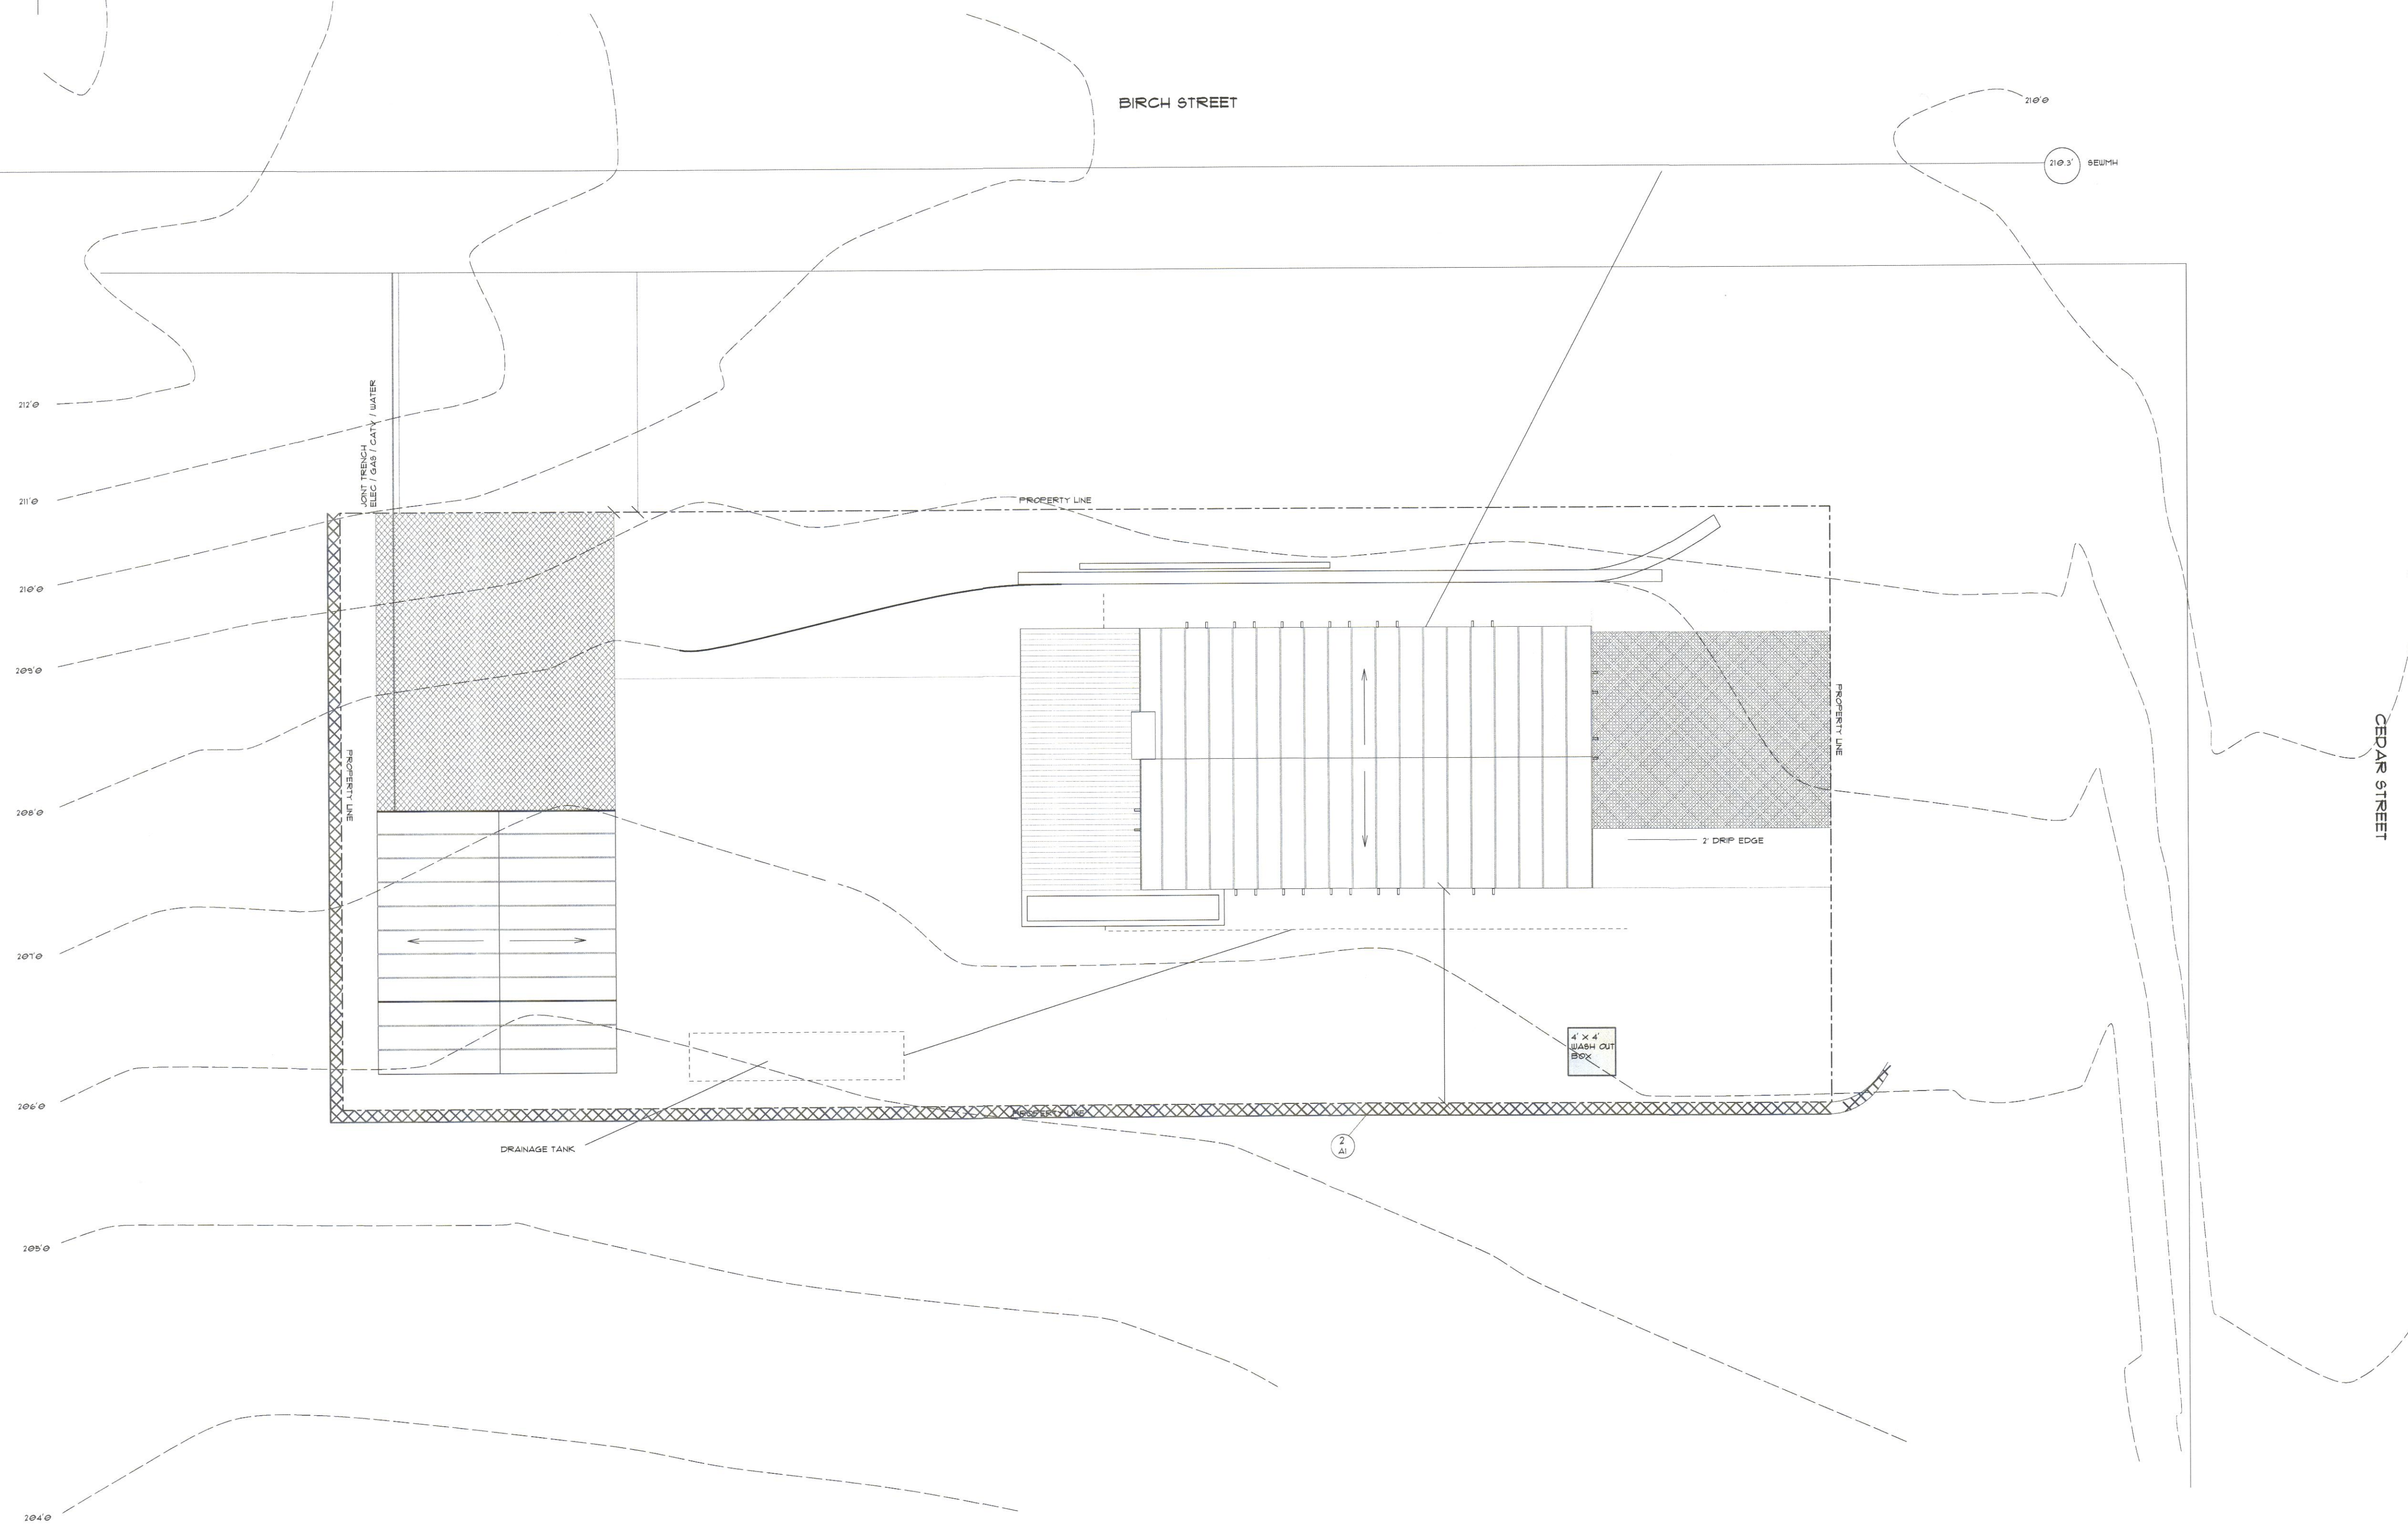 BIRCH STREET
210'0
210.3'
SEWMH
212'0
JOINT TRENCH
ELEC / GAS / CATV / WATER
211'0
PROPERTY LINE
210'0
209'0
PROPERTY LINE
CEDAR STREET
PROPERTY LINE
208'0
2' DRIP EDGE
207'0
4' X 4'
WASH OUT
BOX
206'0
PROPERTY LINE
DRAINAGE TANK
2
A1
205'0
204'0